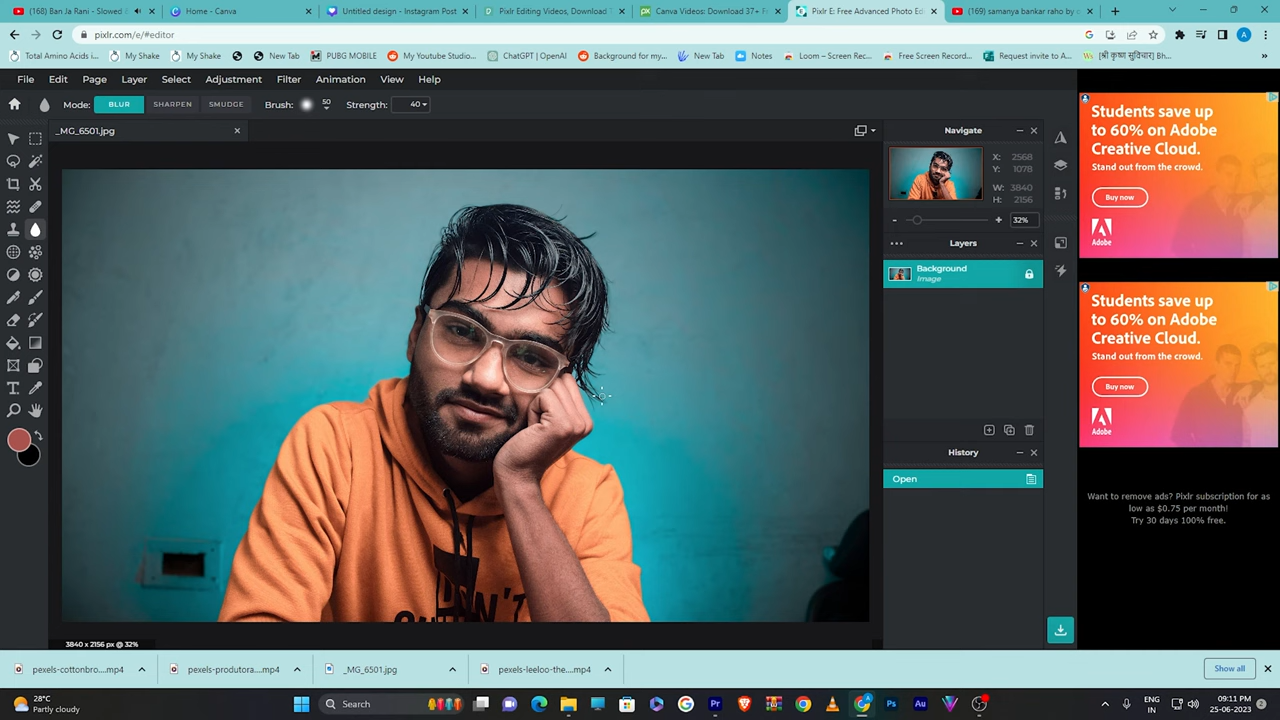 (168) Ban Ja Rani - Slowed
Home - Canva
Untitled design - Instagram Post
Pixlr Editing Videos, Download
Canva Videos: Download 37+ F
Pixlr E: Free Advanced Photo Ed
(169) samanya bankar raho by
pixlr.com/e/#editor
Total Amino Acids i...
My Shake
My Shake
New Tab
PUBG MOBILE
My Youtube Studio...
ChatGPT | OpenAI
Background for my...
New Tab
Notes
Loom – Screen Rec...
Free Screen Record...
Request invite to A...
[श्री कृष्ण सुविचार] Bh...
»
File Edit Page Layer Select Adjustment Filter Animation View Help
Mode: BLUR SHARPEN SMUDGE Brush: 50 Strength: 40
_MG_6501.jpg
Navigate
X: 2568
Y: 1078
W: 3840
H: 2156
32%
Layers
Background
Image
History
Open
DON'T
3840 x 2156 px @ 32%
Students save up
to 60% on Adobe
Creative Cloud.
Stand out from the crowd.
Buy now
Adobe
Students save up
to 60% on Adobe
Creative Cloud.
Stand out from the crowd.
Buy now
Adobe
Want to remove ads? Pixlr subscription for as
low as $0.75 per month!
Try 30 days 100% free.
pexels-cottonbro....mp4
pexels-produtora....mp4
_MG_6501.jpg
pexels-leeloo-the....mp4
Show all
28°C
Partly cloudy
Search
ENG
IN
09:11 PM
25-06-2023